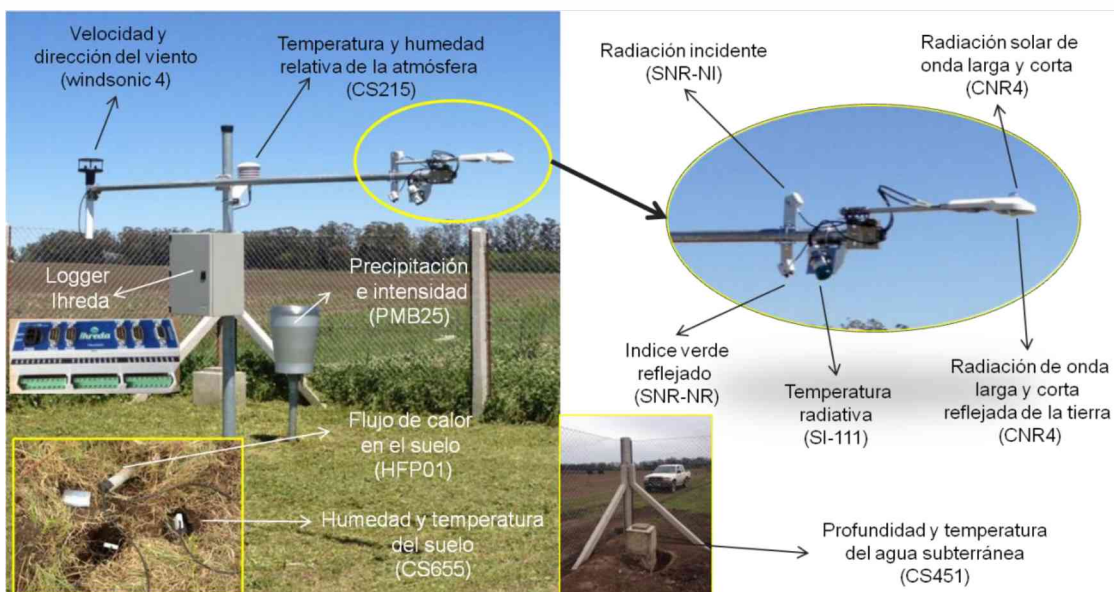 Velocidad y
dirección del viento
(windsonic 4)
Temperatura y humedad
relativa de la atmósfera
(CS215)
Radiación incidente
(SNR-NI)
Radiación solar de
onda larga y corta
(CNR4)
Logger
Ihreda
Precipitación
e intensidad
(PMB25)
Ihreda
Indice verde
reflejado
(SNR-NR)
Temperatura
radiativa
(SI-111)
Radiación de onda
larga y corta
reflejada de la tierra
(CNR4)
Flujo de calor
en el suelo
(HFP01)
Humedad y temperatura
del suelo
(CS655)
Profundidad y temperatura
del agua subterránea
(CS451)